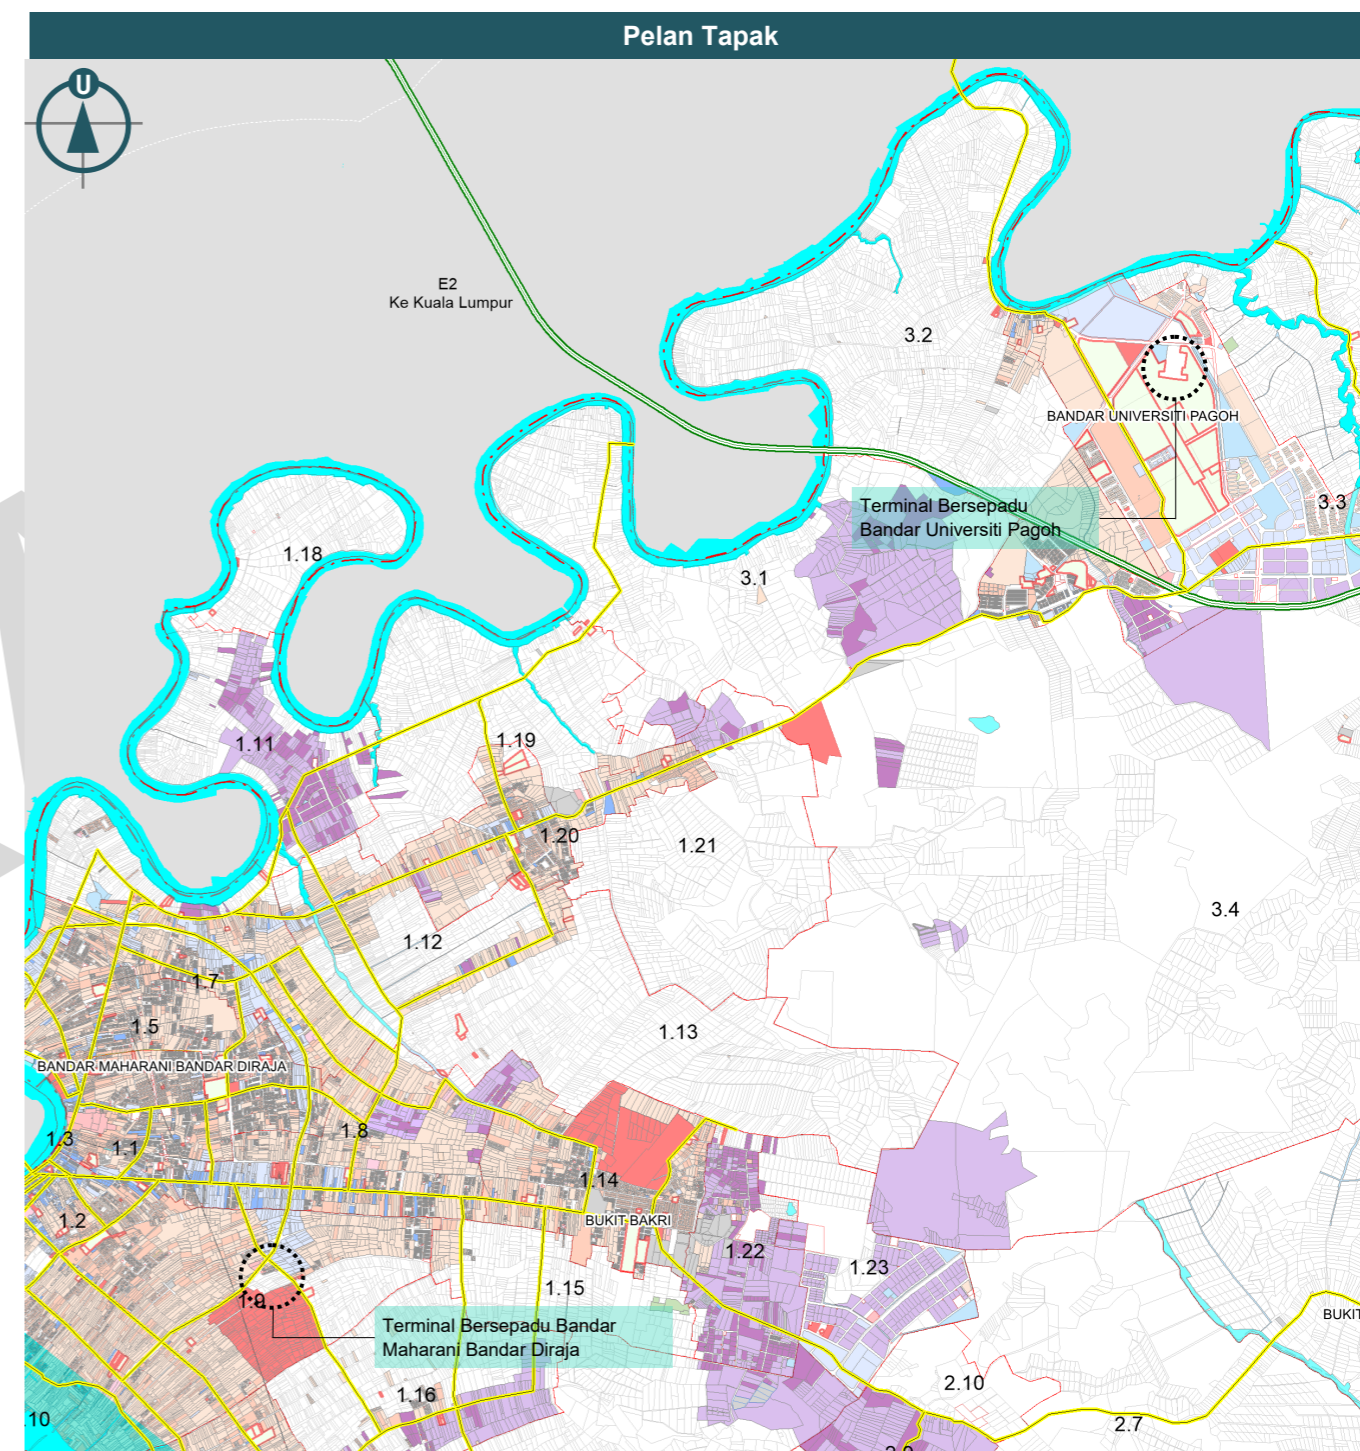 Pelan Tapak
U
E2
Ke Kuala Lumpur
3.2
BANDAR UNIVERSITI PAGOH
Terminal Bersepadu
Bandar Universiti Pagoh
3.3
1.18
3.1
1.11
1.19
1.20
1.21
3.4
1.12
1.7
1.5
1.13
BANDAR MAHARANI BANDAR DIRAJA
1.3
1.1
1.8
1.14
1.2
BUKIT BAKRI
1.22
1.23
1.15
1.9
BUKIT
Terminal Bersepadu Bandar
Maharani Bandar Diraja
1.16
2.10
.10
2.7